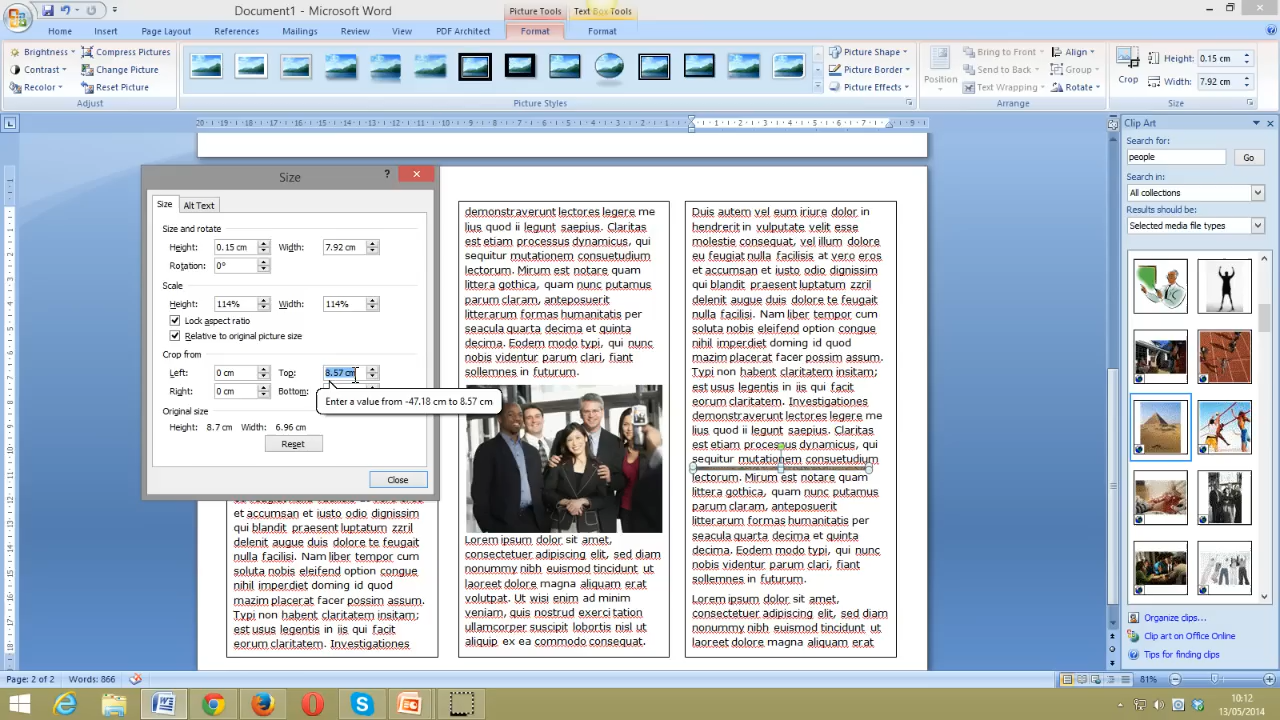 Document1 - Microsoft Word
Picture Tools
Text Box Tools
Home Insert Page Layout References Mailings Review View PDF Architect Format Format
Brightness Compress Pictures
Contrast Change Picture
Recolor Reset Picture
Adjust
Picture Shape
Picture Border
Picture Effects
Picture Styles
Position
Bring to Front
Send to Back
Text Wrapping
Align
Group
Rotate
Arrange
Crop
Height: 0.15 cm
Width: 7.92 cm
Size
Size
Size Alt Text
Size and rotate
Height: 0.15 cm Width: 7.92 cm
Rotation: 0°
Scale
Height: 114% Width: 114%
Lock aspect ratio
Relative to original picture size
Crop from
Left: 0 cm Top: 8.57 cm
Right: 0 cm Bottom:
Enter a value from -47.18 cm to 8.57 cm
Original size
Height: 8.7 cm Width: 6.96 cm
Reset
Close
et accumsan et iusto odio dignissim
qui blandit praesent luptatum zzril
delenit augue duis dolore te feugait
nulla facilisi. Nam liber tempor cum
soluta nobis eleifend option congue
nihil imperdiet doming id quod
mazim placerat facer possim assum.
Typi non habent claritatem insitam;
est usus legentis in iis qui facit
eorum claritatem. Investigationes
demonstraverunt lectores legere me
lius quod ii legunt saepius. Claritas
est etiam processus dynamicus, qui
sequitur mutationem consuetudium
lectorum. Mirum est notare quam
littera gothica, quam nunc putamus
parum claram, anteposuerit
litterarum formas humanitatis per
seacula quarta decima et quinta
decima. Eodem modo typi, qui nunc
nobis videntur parum clari, fiant
sollemnes in futurum.
Lorem ipsum dolor sit amet,
consectetuer adipiscing elit, sed diam
nonummy nibh euismod tincidunt ut
laoreet dolore magna aliquam erat
volutpat. Ut wisi enim ad minim
veniam, quis nostrud exerci tation
ullamcorper suscipit lobortis nisl ut
aliquip ex ea commodo consequat.
Duis autem vel eum iriure dolor in
hendrerit in vulputate velit esse
molestie consequat, vel illum dolore
eu feugiat nulla facilisis at vero eros
et accumsan et iusto odio dignissim
qui blandit praesent luptatum zzril
delenit augue duis dolore te feugait
nulla facilisi. Nam liber tempor cum
soluta nobis eleifend option congue
nihil imperdiet doming id quod
mazim placerat facer possim assum.
Typi non habent claritatem insitam;
est usus legentis in iis qui facit
eorum claritatem. Investigationes
demonstraverunt lectores legere me
lius quod ii legunt saepius. Claritas
est etiam processus dynamicus, qui
sequitur mutationem consuetudium
lectorum. Mirum est notare quam
littera gothica, quam nunc putamus
parum claram, anteposuerit
litterarum formas humanitatis per
seacula quarta decima et quinta
decima. Eodem modo typi, qui nunc
nobis videntur parum clari, fiant
sollemnes in futurum.
Lorem ipsum dolor sit amet,
consectetuer adipiscing elit, sed diam
nonummy nibh euismod tincidunt ut
laoreet dolore magna aliquam erat
Clip Art
Search for:
people
Go
Search in:
All collections
Results should be:
Selected media file types
Organize clips...
Clip art on Office Online
Tips for finding clips
Page: 2 of 2 Words: 866
81%
10:12
13/05/2014